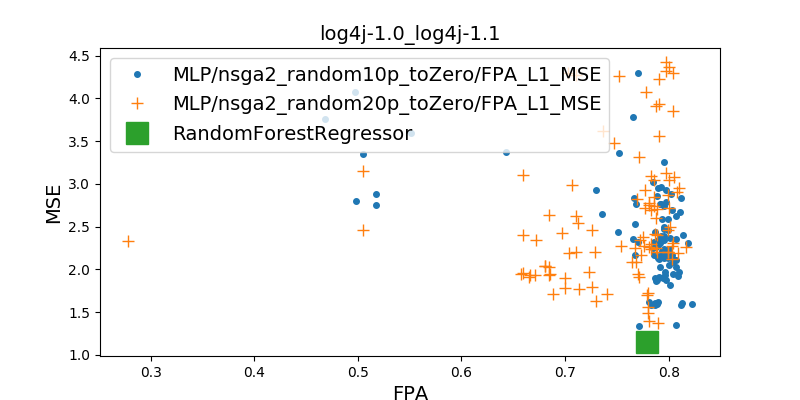 log4j-1.0_log4j-1.1
MLP/nsga2_random10p_toZero/FPA_L1_MSE
MLP/nsga2_random20p_toZero/FPA_L1_MSE
RandomForestRegressor
MSE
4.5
4.0
3.5
3.0
2.5
2.0
1.5
1.0
0.3 0.4 0.5 0.6 0.7 0.8
FPA